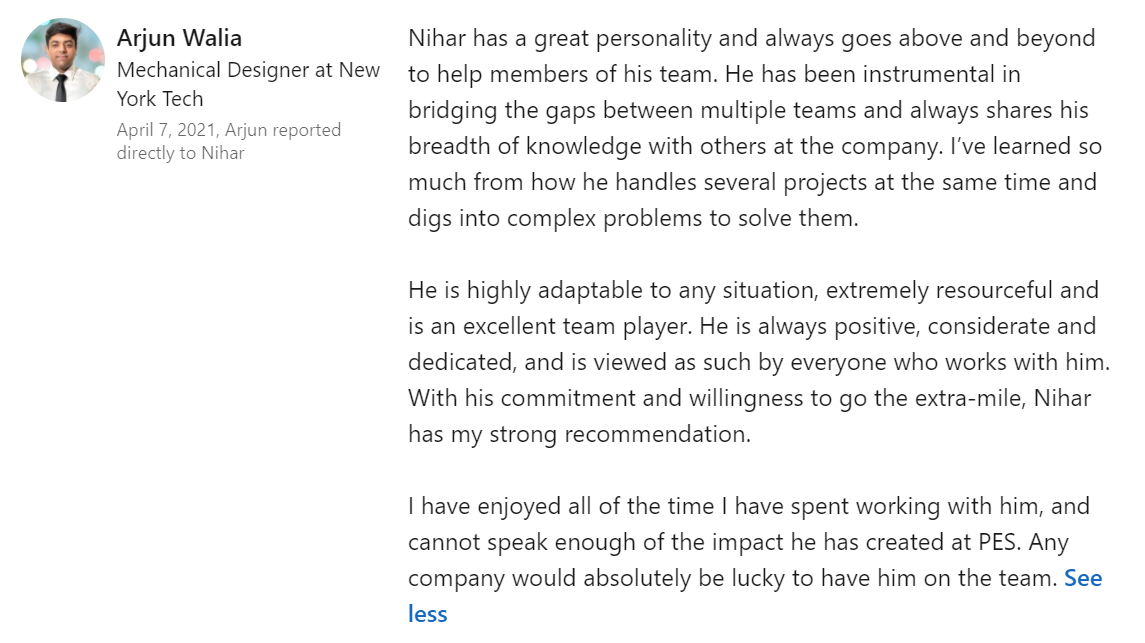 Arjun Walia
Mechanical Designer at New
York Tech
April 7, 2021, Arjun reported
directly to Nihar
Nihar has a great personality and always goes above and beyond
to help members of his team. He has been instrumental in
bridging the gaps between multiple teams and always shares his
breadth of knowledge with others at the company. I’ve learned so
much from how he handles several projects at the same time and
digs into complex problems to solve them.
He is highly adaptable to any situation, extremely resourceful and
is an excellent team player. He is always positive, considerate and
dedicated, and is viewed as such by everyone who works with him.
With his commitment and willingness to go the extra-mile, Nihar
has my strong recommendation.
I have enjoyed all of the time I have spent working with him, and
cannot speak enough of the impact he has created at PES. Any
company would absolutely be lucky to have him on the team. See
less